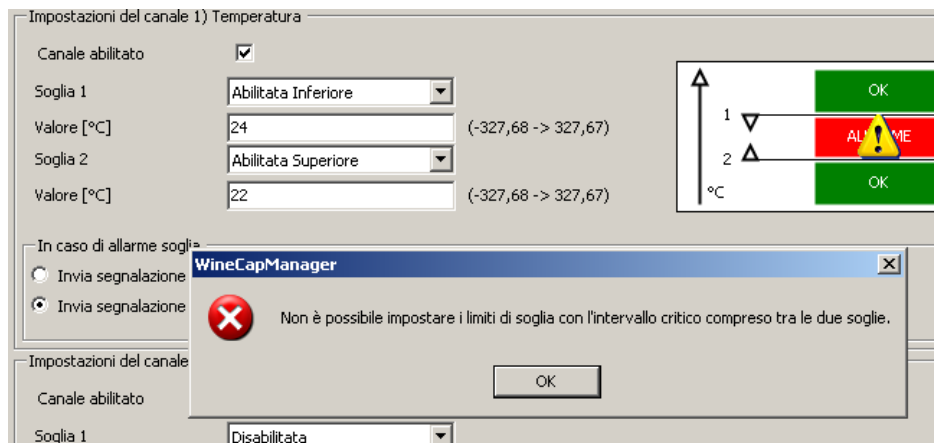 Impostazioni del canale 1) Temperatura
Canale abilitato
Soglia 1
Abilitata Inferiore
Valore [°C]
24
(-327,68 -> 327,67)
Soglia 2
Abilitata Superiore
Valore [°C]
22
(-327,68 -> 327,67)
OK
1
2
OK
°C
In caso di allarme soglia
Invia segnalazione
Invia segnalazione
WineCapManager
Non è possibile impostare i limiti di soglia con l'intervallo critico compreso tra le due soglie.
OK
Impostazioni del canale
Canale abilitato
Soglia 1
Disabilitata